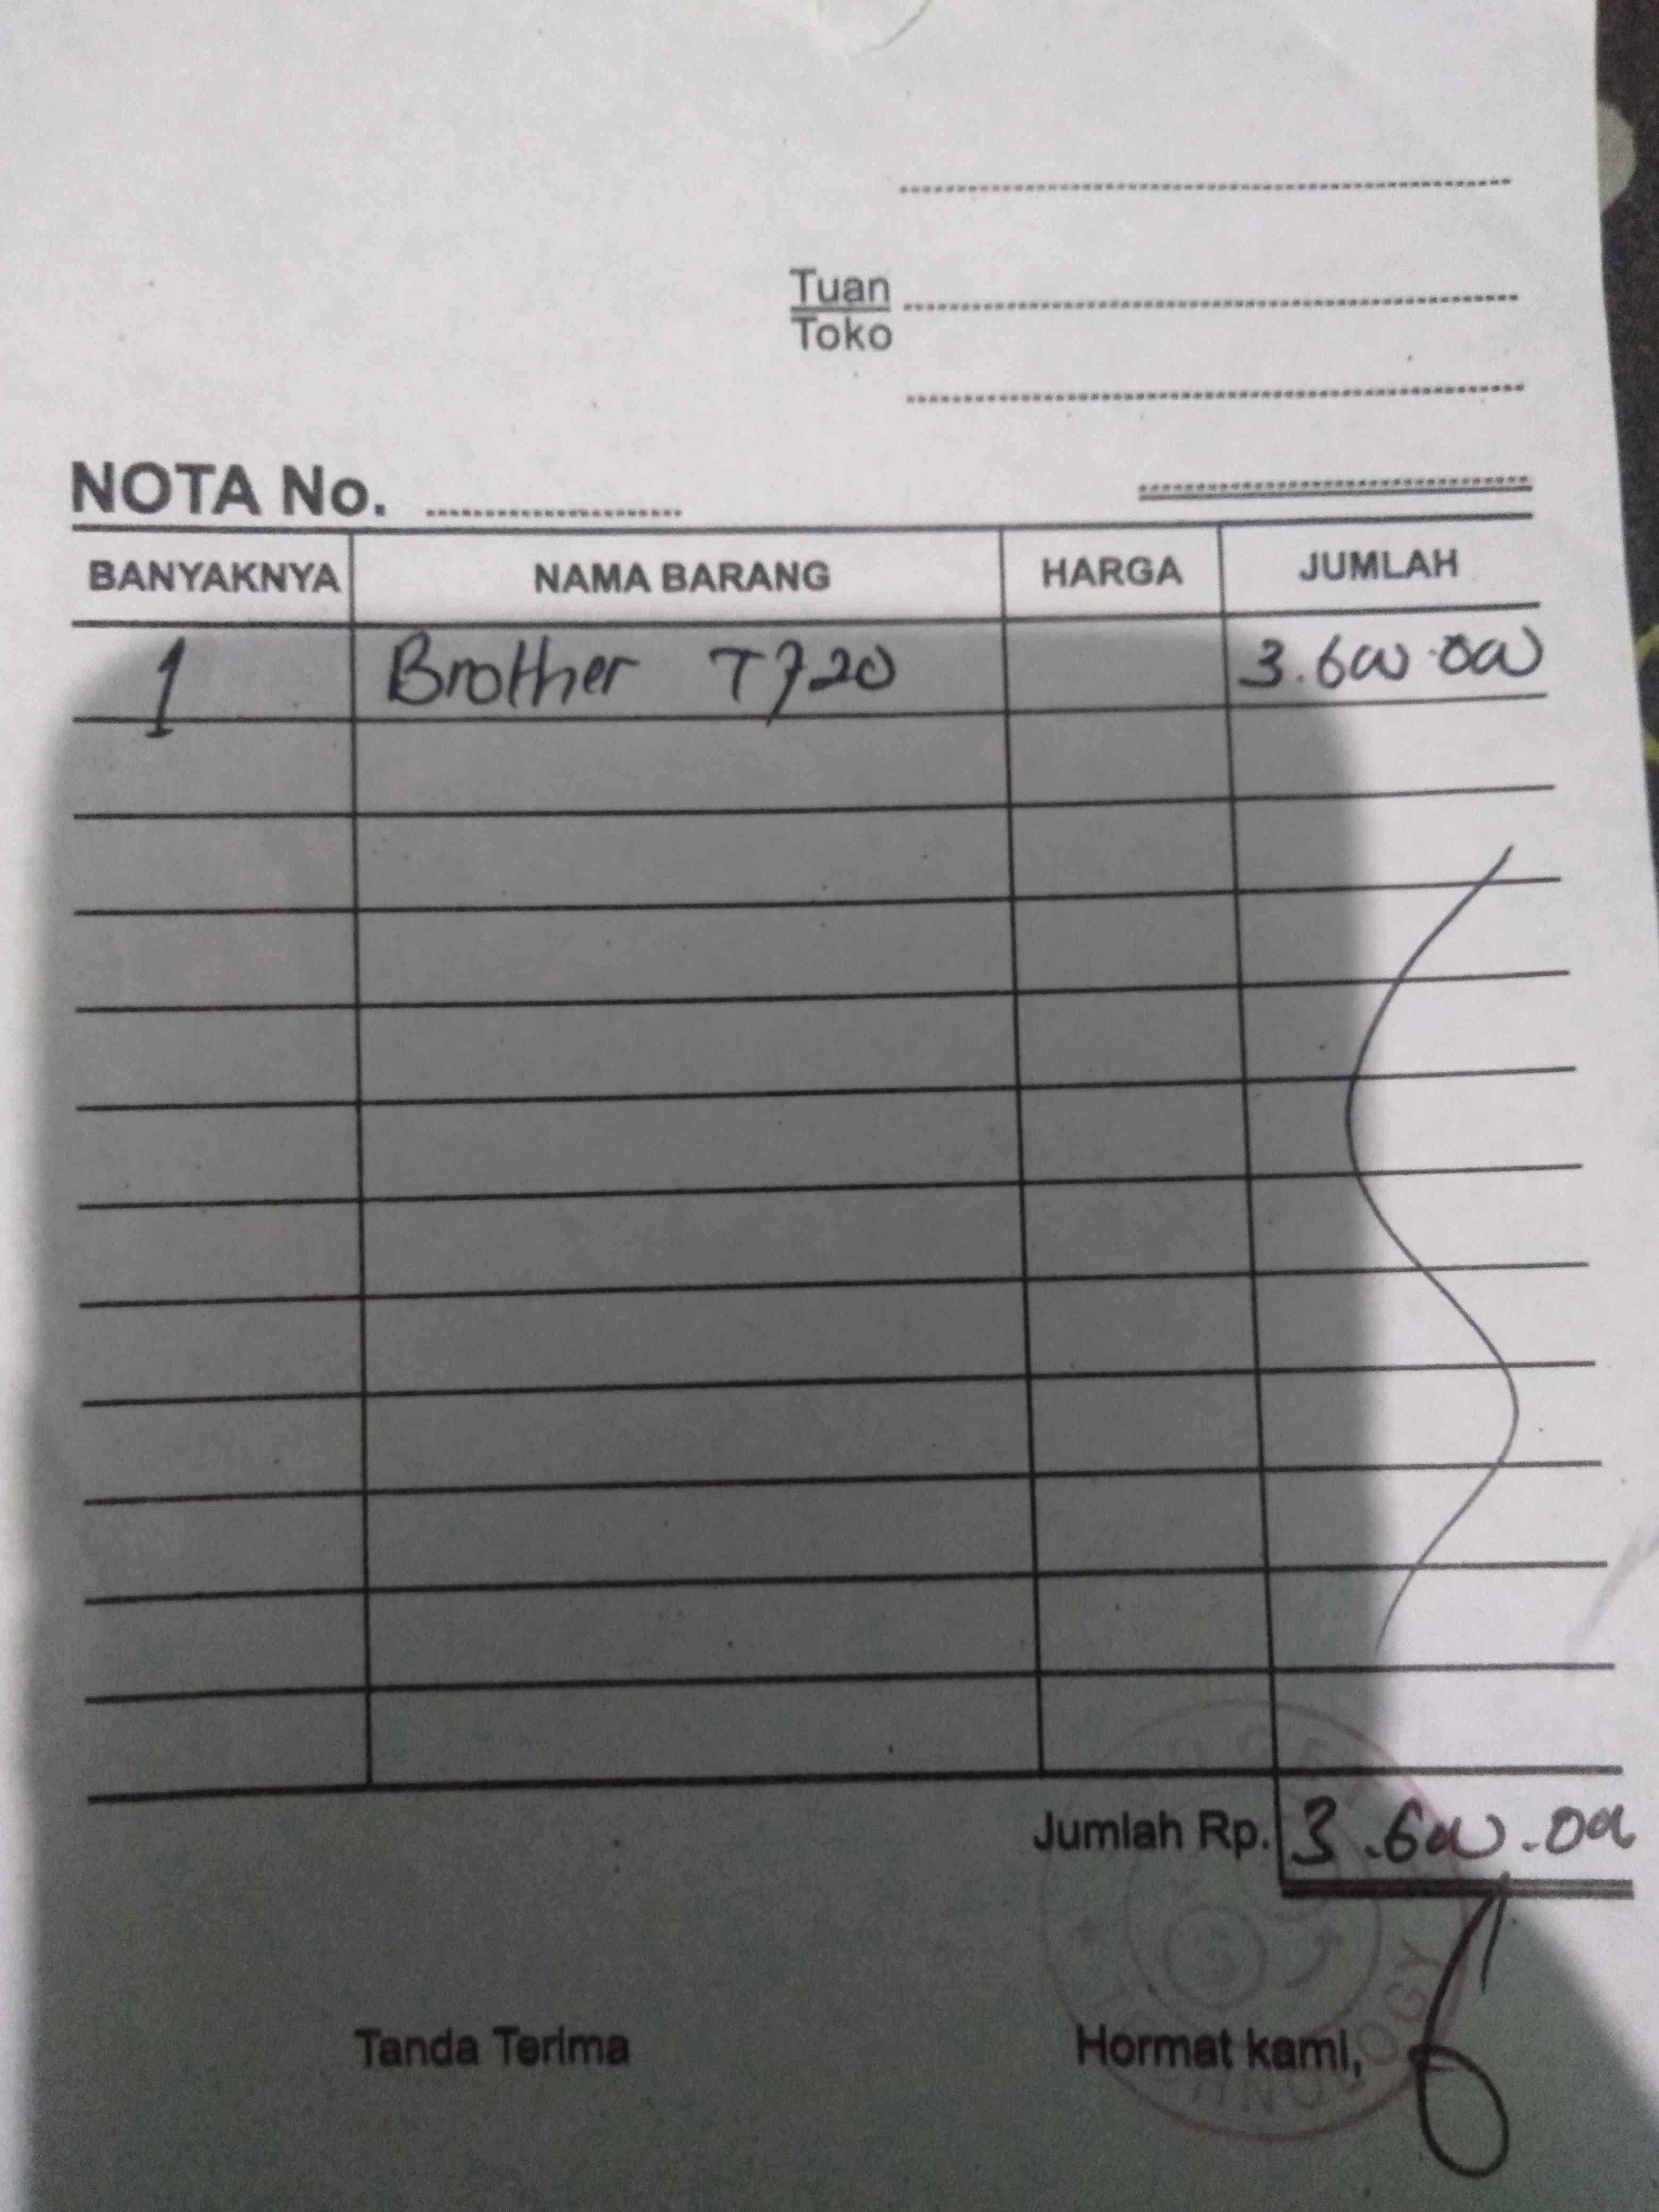 Tuan
Toko
NOTA No.
BANYAKNYA NAMA BARANG HARGA JUMLAH
1 Brother T720 3.600.000
Jumlah Rp. 3.600.000
Tanda Terima Hormat kami,